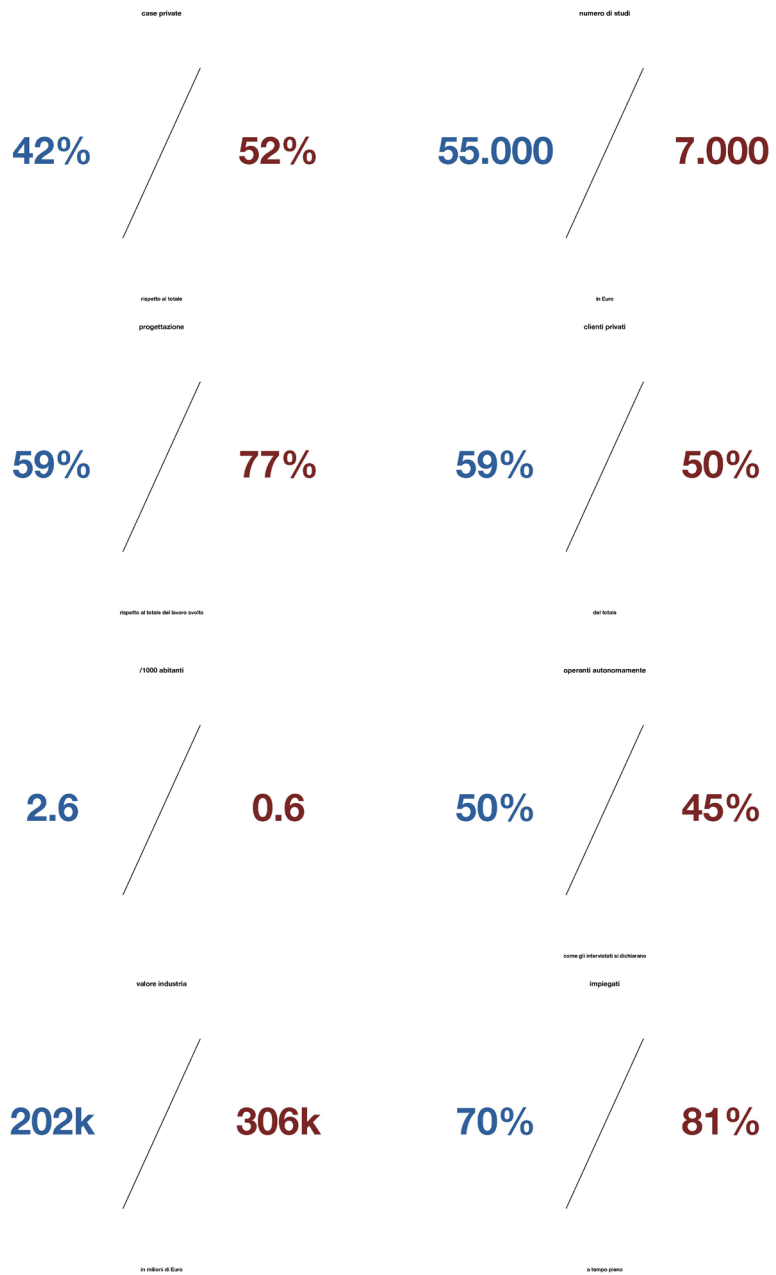 case private
numero di studi
42%
52%
55.000
7.000
rispetto al totale
in Euro
progettazione
clienti privati
59%
77%
59%
50%
rispetto al totale del lavoro svolto
del totale
/1000 abitanti
operanti autonomamente
2.6
0.6
50%
45%
come gli intervistati si dichiarano
valore industria
impiegati
202k
306k
70%
81%
in milioni di Euro
a tempo pieno